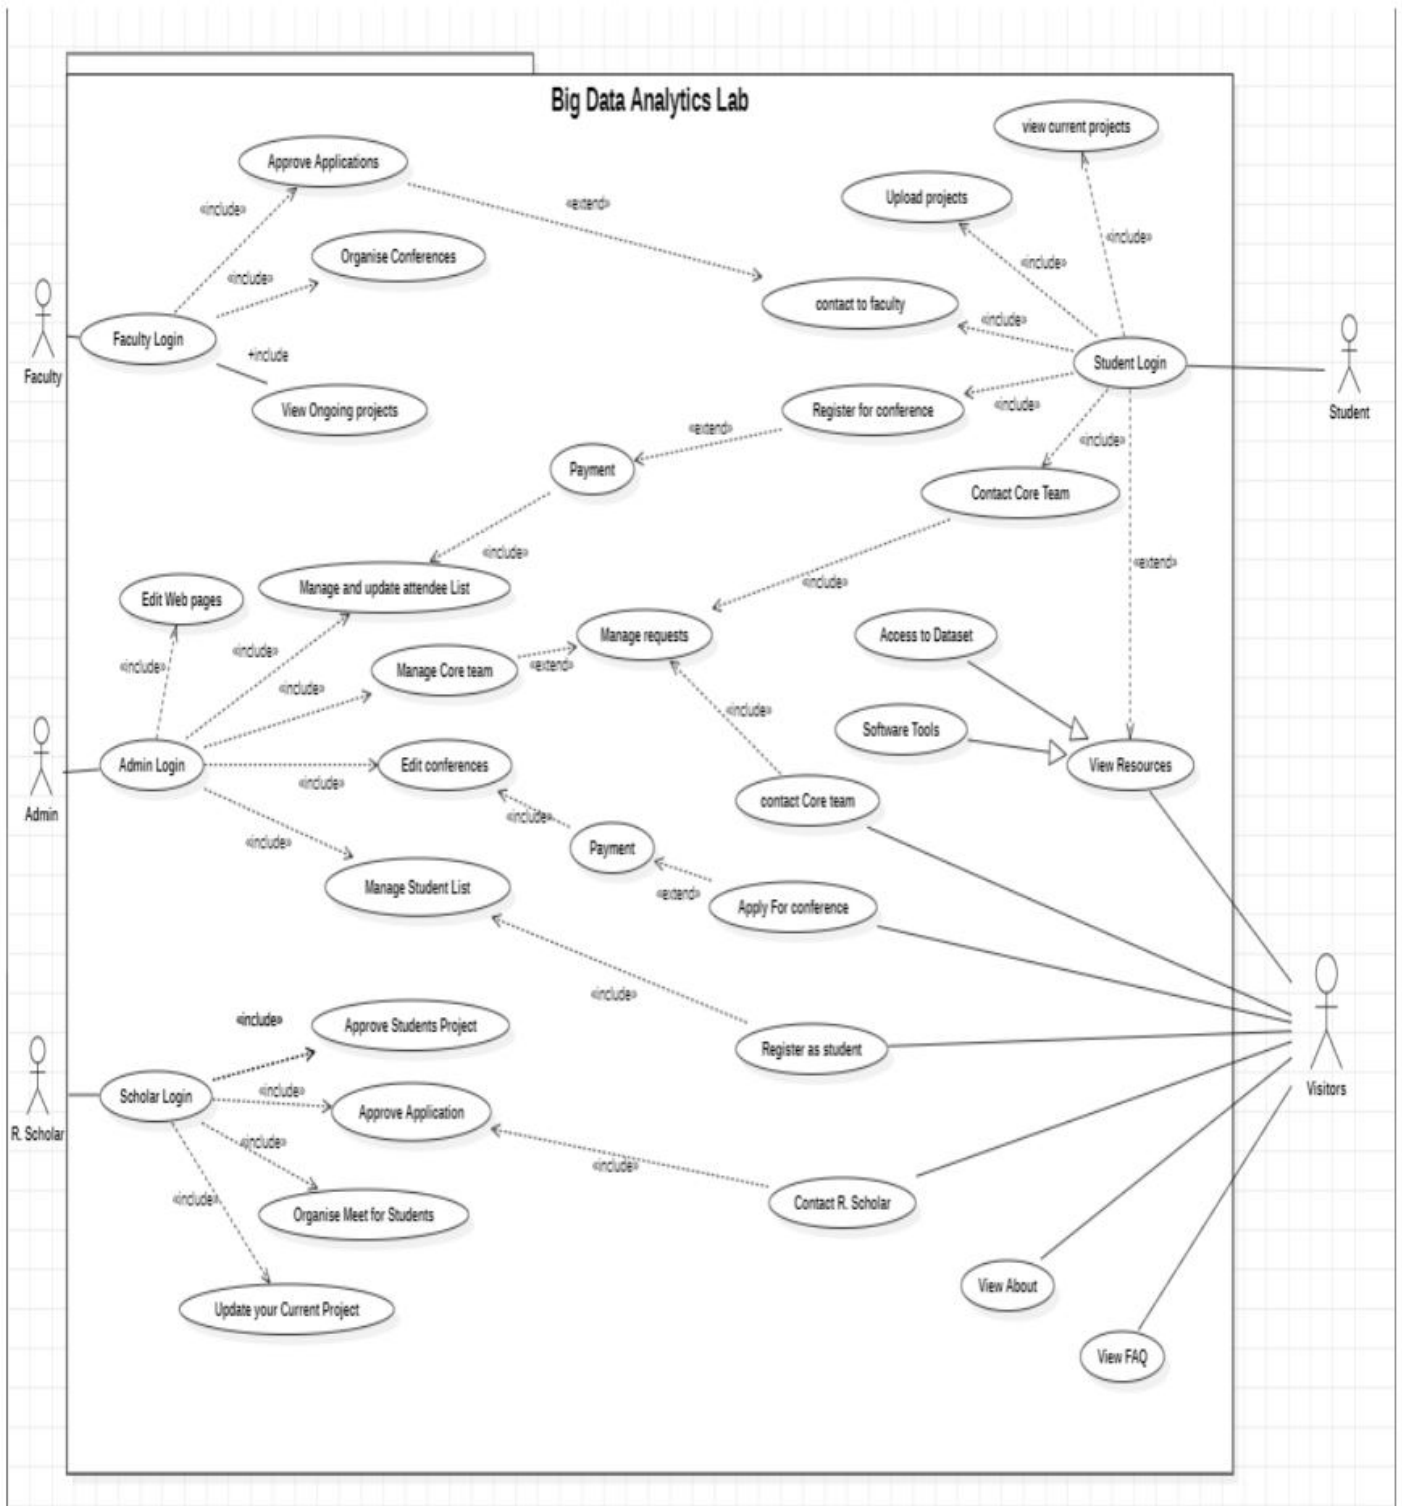 Big Data Analytics Lab
view current projects
Approve Applications
Upload projects
«extend»
«include»
«include»
Organise Conferences
«include»
«include»
contact to faculty
«include»
Faculty Login
+include
Student Login
Faculty
View Ongoing projects
Register for conference
«include»
Student
«extend»
«include»
Payment
Contact Core Team
«include»
«extend»
Manage and update attendee List
«include»
Edit Web pages
Manage requests
Access to Dataset
«include»
«include»
Manage Core team
«extend»
«include»
«include»
Software Tools
Admin Login
Edit conferences
View Resources
«include»
contact Core team
Admin
«include»
«include»
Payment
Manage Student List
«extend»
Apply For conference
«include»
«include»
Approve Students Project
Register as student
Scholar Login
«include»
Visitors
Approve Application
R. Scholar
«include»
«include»
«include»
Contact R. Scholar
Organise Meet for Students
View About
Update your Current Project
View FAQ